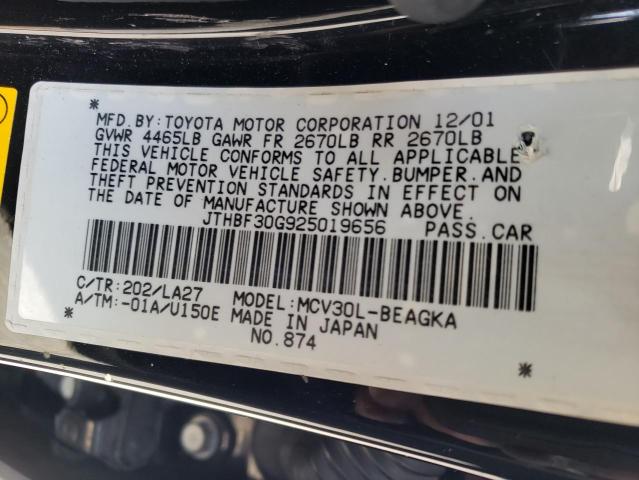 * *
MFD. BY: TOYOTA MOTOR CORPORATION 12/01
GVWR 4465LB GAWR FR 2670LB RR 2670LB
THIS VEHICLE CONFORMS TO ALL APPLICABLE
FEDERAL MOTOR VEHICLE SAFETY. BUMPER. AND
THEFT PREVENTION STANDARDS IN EFFECT ON
THE DATE OF MANUFACTURE SHOWN ABOVE.
JTHBF30G925019656 PASS. CAR
C/TR: 202/LA27 MODEL: MCV30L-BEAGKA
A/TM: -01A/U150E MADE IN JAPAN
NO. 874
* *